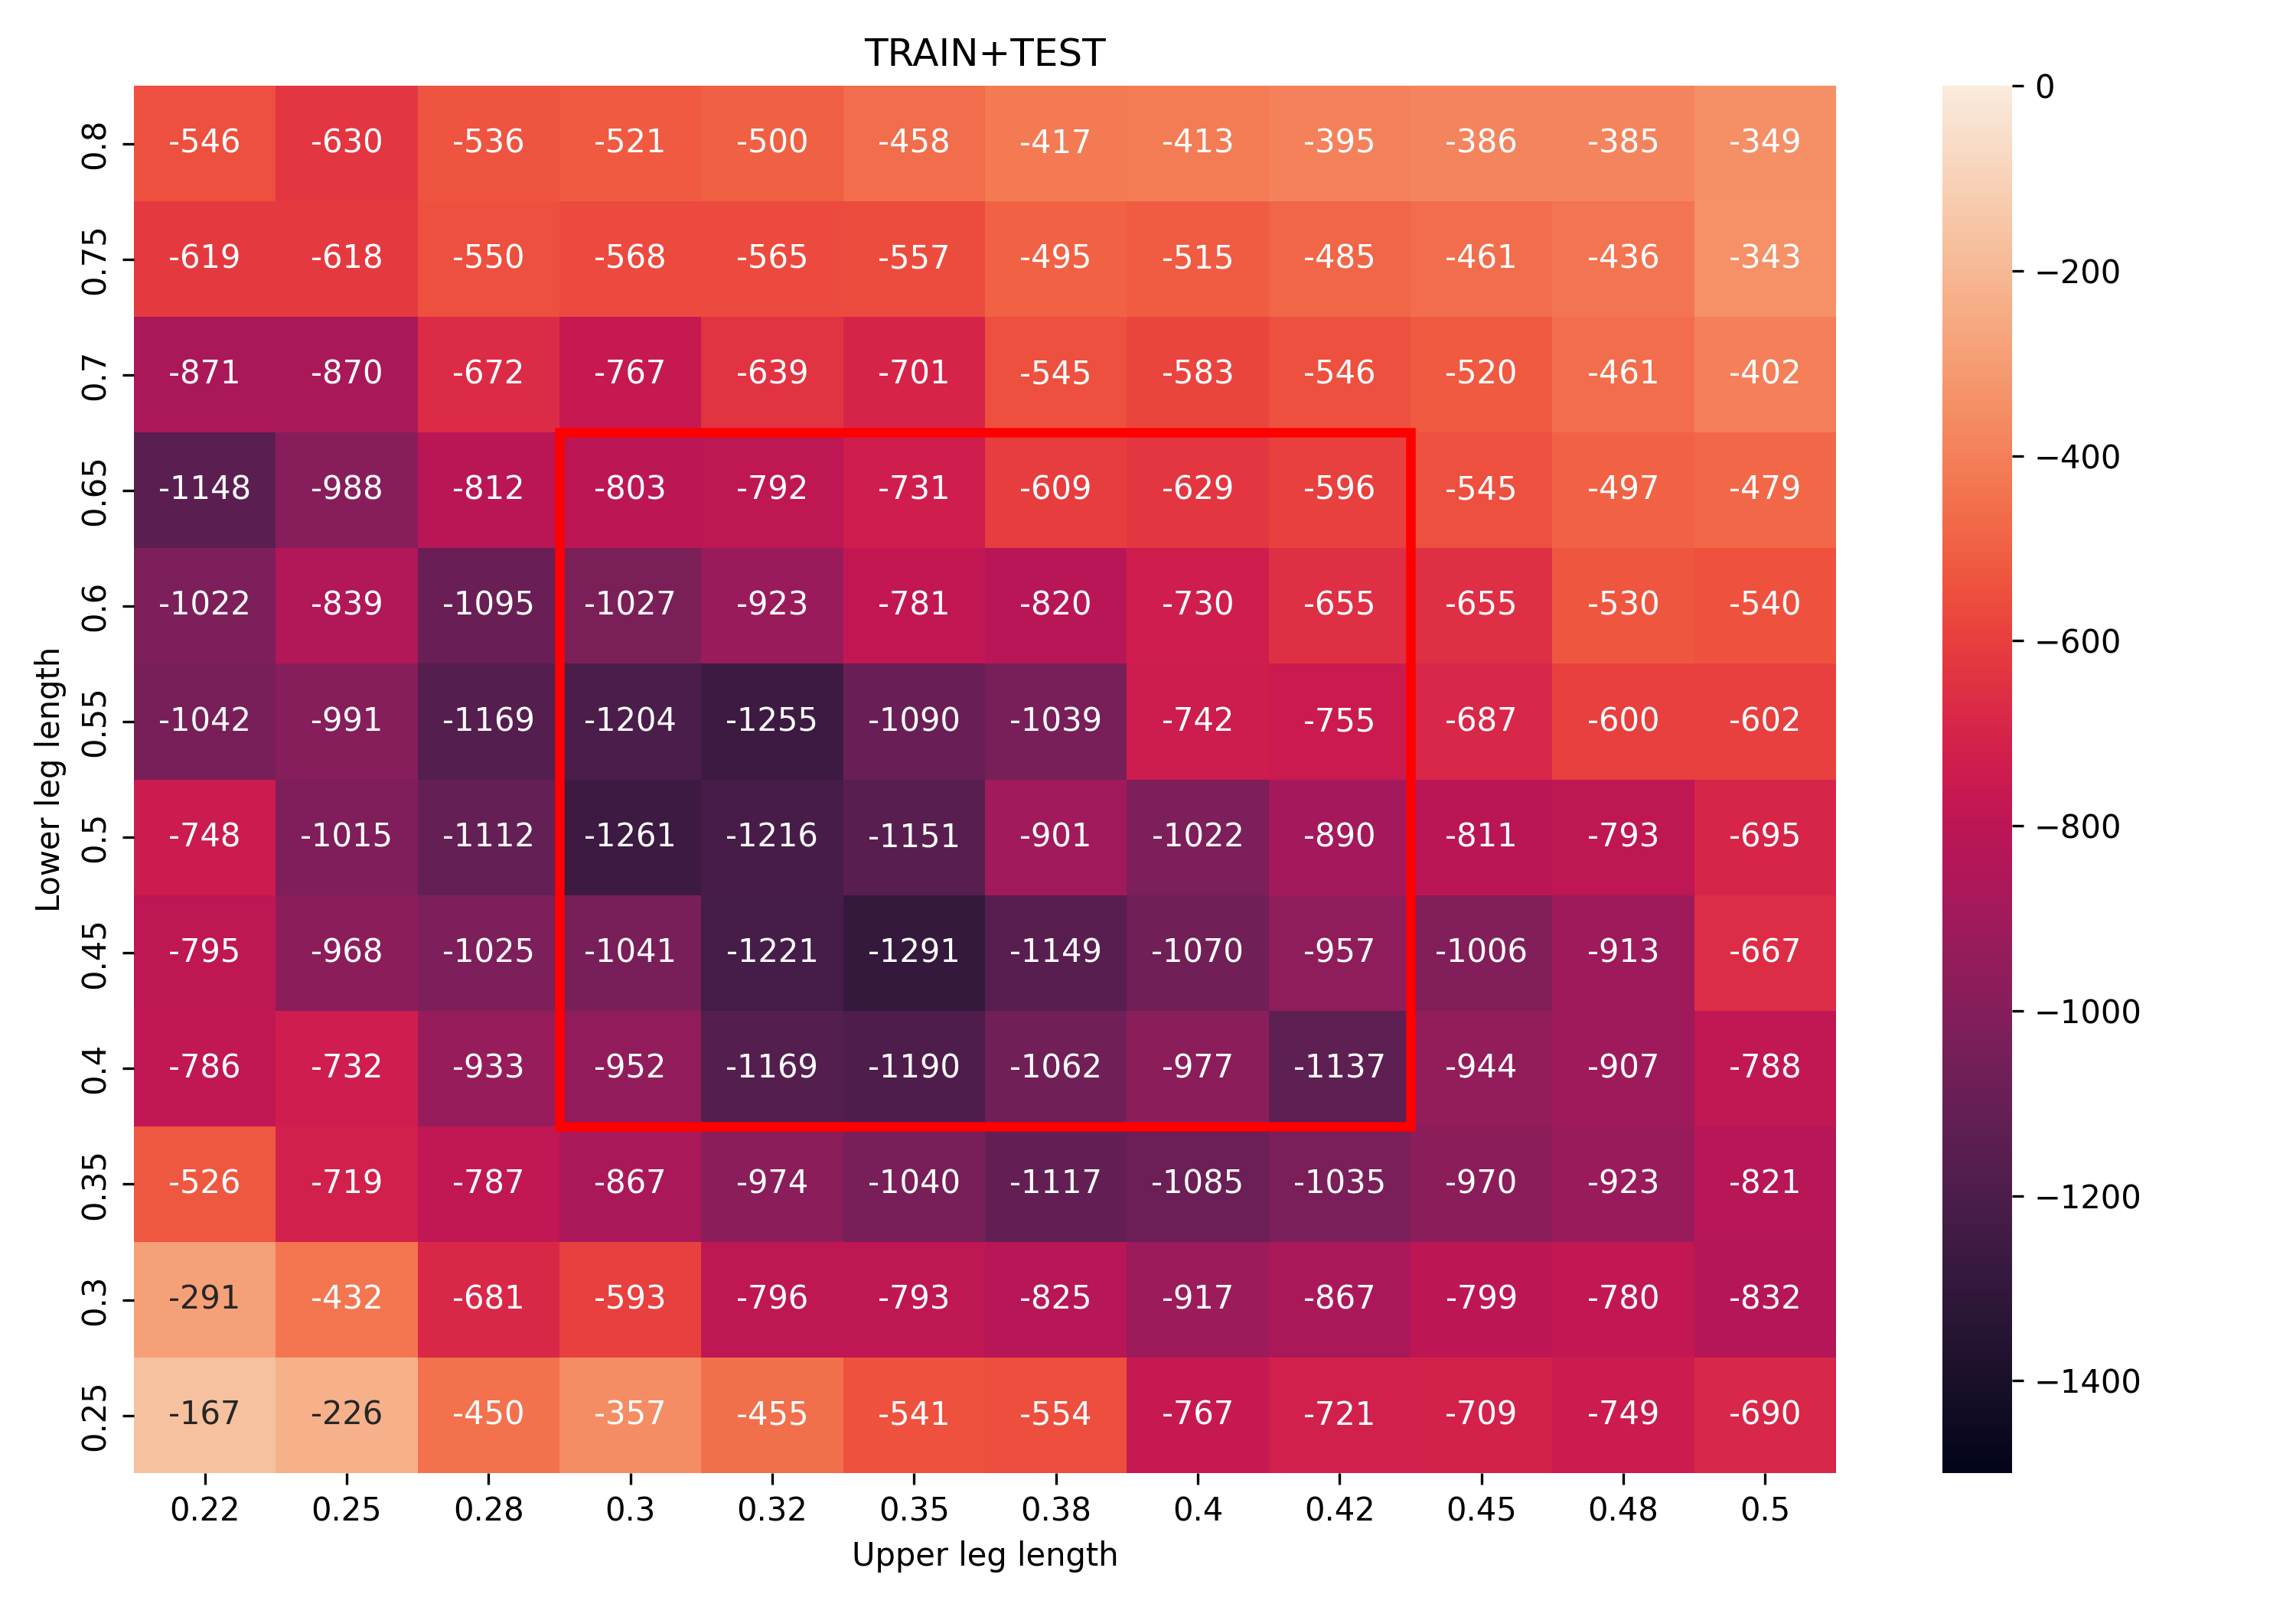 TRAIN+TEST
0.8 -546 -630 -536 -521 -500 -458 -417 -413 -395 -386 -385 -349
0.75 -619 -618 -550 -568 -565 -557 -495 -515 -485 -461 -436 -343
0.7 -871 -870 -672 -767 -639 -701 -545 -583 -546 -520 -461 -402
0.65 -1148 -988 -812 -803 -792 -731 -609 -629 -596 -545 -497 -479
0.6 -1022 -839 -1095 -1027 -923 -781 -820 -730 -655 -655 -530 -540
0.55 -1042 -991 -1169 -1204 -1255 -1090 -1039 -742 -755 -687 -600 -602
0.5 -748 -1015 -1112 -1261 -1216 -1151 -901 -1022 -890 -811 -793 -695
0.45 -795 -968 -1025 -1041 -1221 -1291 -1149 -1070 -957 -1006 -913 -667
0.4 -786 -732 -933 -952 -1169 -1190 -1062 -977 -1137 -944 -907 -788
0.35 -526 -719 -787 -867 -974 -1040 -1117 -1085 -1035 -970 -923 -821
0.3 -291 -432 -681 -593 -796 -793 -825 -917 -867 -799 -780 -832
0.25 -167 -226 -450 -357 -455 -541 -554 -767 -721 -709 -749 -690
0.22 0.25 0.28 0.3 0.32 0.35 0.38 0.4 0.42 0.45 0.48 0.5
Upper leg length
Lower leg length
0
−200
−400
−600
−800
−1000
−1200
−1400